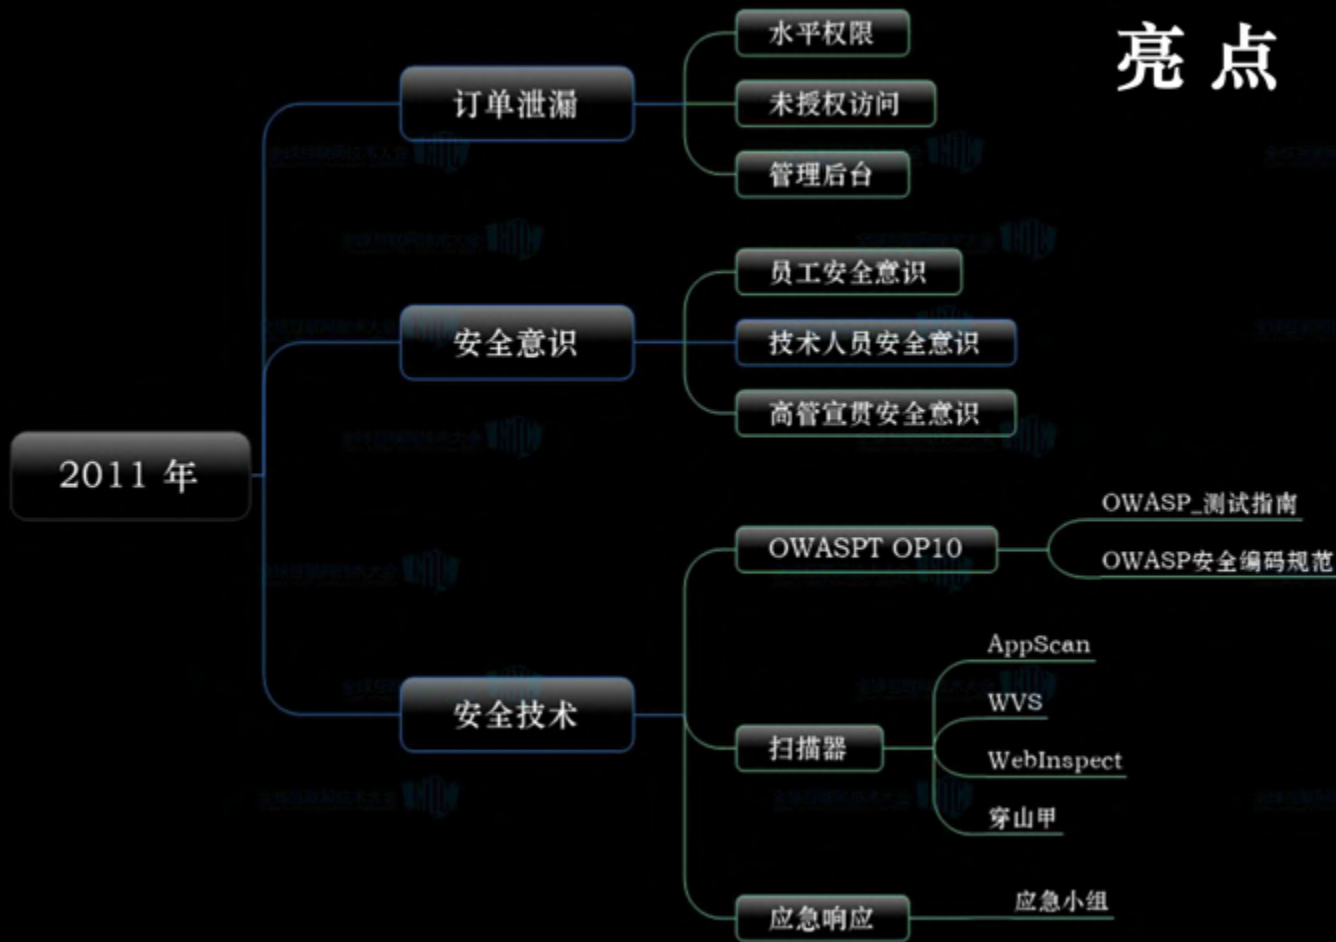 亮 点
2011 年
订单泄漏
水平权限
未授权访问
管理后台
安全意识
员工安全意识
技术人员安全意识
高管宣贯安全意识
安全技术
OWASPT OP10
OWASP_测试指南
OWASP安全编码规范
扫描器
AppScan
WVS
WebInspect
穿山甲
应急响应
应急小组